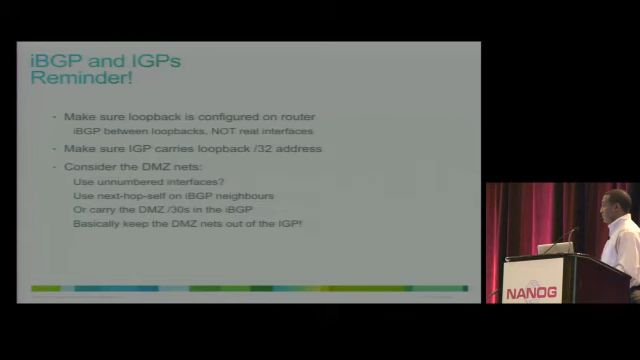 iBGP and IGPs
Reminder!
• Make sure loopback is configured on router
iBGP between loopbacks, NOT real interfaces
• Make sure IGP carries loopback /32 address
• Consider the DMZ nets:
Use unnumbered interfaces?
Use next-hop-self on iBGP neighbours
Or carry the DMZ /30s in the iBGP
Basically keep the DMZ nets out of the IGP!
NANOG